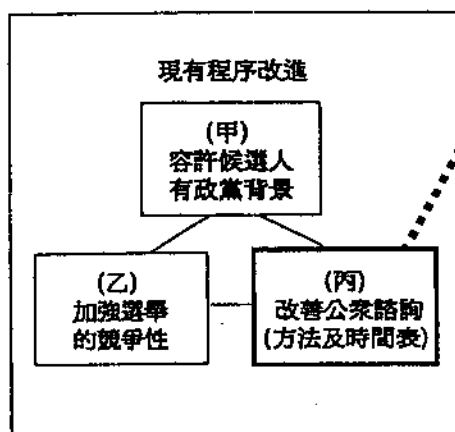 現有程序改進
(甲)
容許候選人
有政黨背景
(乙)
加強選舉
的競爭性
(丙)
改善公衆諮詢
(方法及時間表)